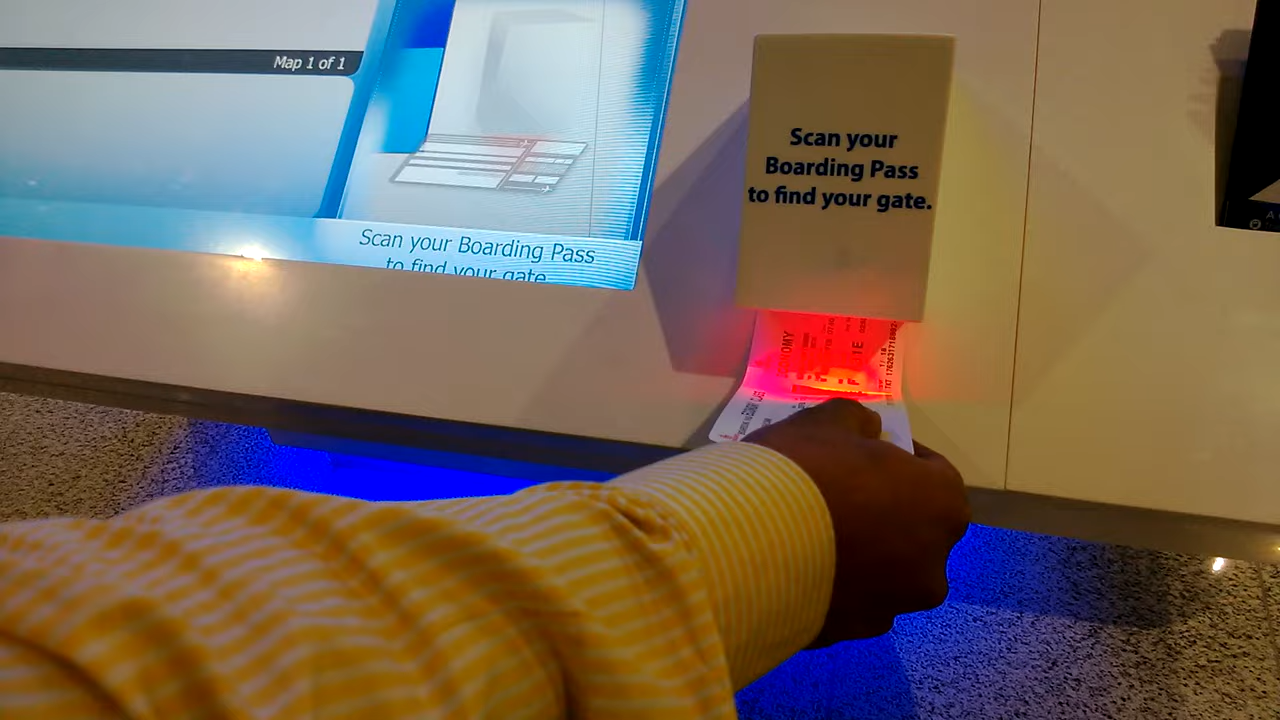 Map 1 of 1
Scan your Boarding Pass
to find your gate
Scan your
Boarding Pass
to find your gate.
ECONOMY